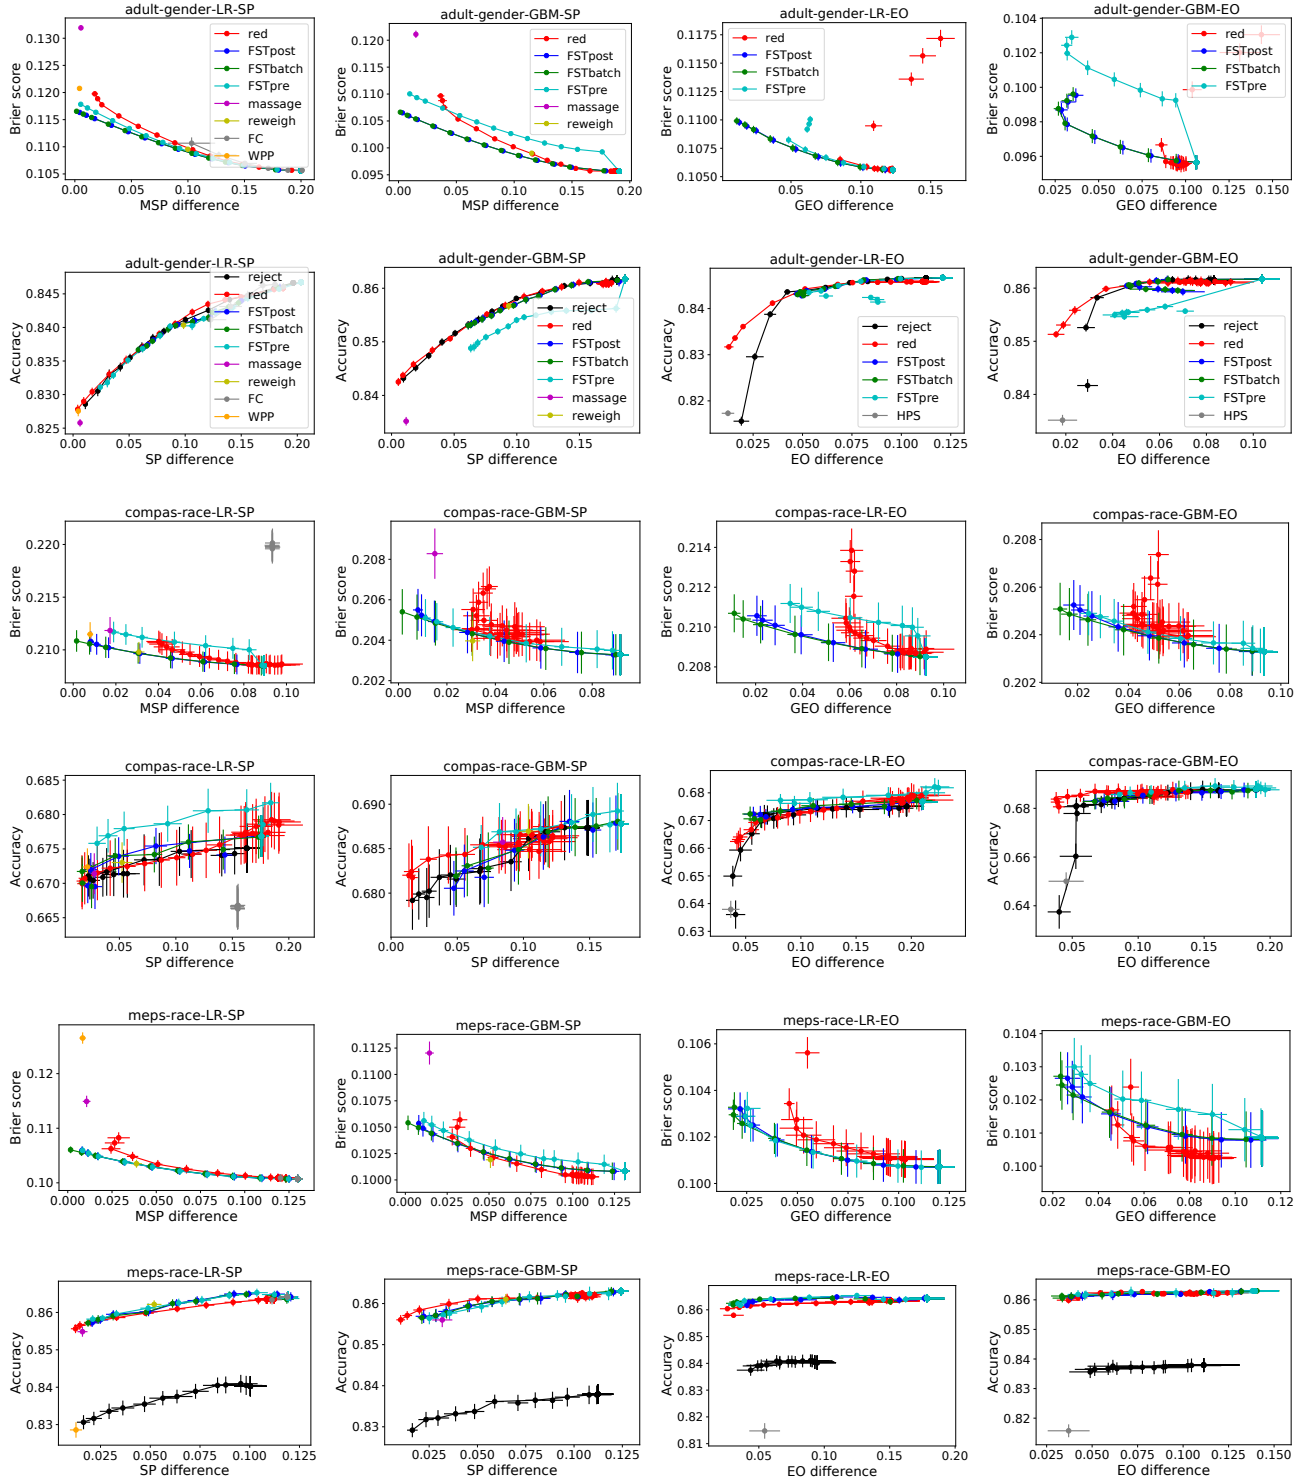 adult-gender-LR-SP
Brier score
0.130
0.125
0.120
0.115
0.110
0.105
0.00
0.05
0.10
0.15
0.20
MSP difference
red
FSTpost
FSTbatch
FSTpre
massage
reweigh
FC
WPP
adult-gender-GBM-SP
Brier score
0.120
0.115
0.110
0.105
0.100
0.095
0.00
0.05
0.10
0.15
0.20
MSP difference
red
FSTpost
FSTbatch
FSTpre
massage
reweigh
adult-gender-LR-EO
Brier score
0.1175
0.1150
0.1125
0.1100
0.1075
0.1050
0.05
0.10
0.15
GEO difference
red
FSTpost
FSTbatch
FSTpre
adult-gender-GBM-EO
Brier score
0.104
0.102
0.100
0.098
0.096
0.025
0.050
0.075
0.100
0.125
0.150
GEO difference
red
FSTpost
FSTbatch
FSTpre
adult-gender-LR-SP
Accuracy
0.845
0.840
0.835
0.830
0.825
0.00
0.05
0.10
0.15
0.20
SP difference
reject
red
FSTpost
FSTbatch
FSTpre
massage
reweigh
FC
WPP
adult-gender-GBM-SP
Accuracy
0.86
0.85
0.84
0.00
0.05
0.10
0.15
SP difference
reject
red
FSTpost
FSTbatch
FSTpre
massage
reweigh
adult-gender-LR-EO
Accuracy
0.84
0.83
0.82
0.025
0.050
0.075
0.100
0.125
EO difference
reject
red
FSTpost
FSTbatch
FSTpre
HPS
adult-gender-GBM-EO
Accuracy
0.86
0.85
0.84
0.02
0.04
0.06
0.08
0.10
EO difference
reject
red
FSTpost
FSTbatch
FSTpre
HPS
compas-race-LR-SP
Brier score
0.220
0.215
0.210
0.00
0.02
0.04
0.06
0.08
0.10
MSP difference
compas-race-GBM-SP
Brier score
0.208
0.206
0.204
0.202
0.00
0.02
0.04
0.06
0.08
MSP difference
compas-race-LR-EO
Brier score
0.214
0.212
0.210
0.208
0.02
0.04
0.06
0.08
0.10
GEO difference
compas-race-GBM-EO
Brier score
0.208
0.206
0.204
0.202
0.02
0.04
0.06
0.08
0.10
GEO difference
compas-race-LR-SP
Accuracy
0.685
0.680
0.675
0.670
0.665
0.05
0.10
0.15
0.20
SP difference
compas-race-GBM-SP
Accuracy
0.690
0.685
0.680
0.00
0.05
0.10
0.15
SP difference
compas-race-LR-EO
Accuracy
0.68
0.67
0.66
0.65
0.64
0.63
0.05
0.10
0.15
0.20
EO difference
compas-race-GBM-EO
Accuracy
0.68
0.66
0.64
0.05
0.10
0.15
0.20
EO difference
meps-race-LR-SP
Brier score
0.12
0.11
0.10
0.000
0.025
0.050
0.075
0.100
0.125
MSP difference
meps-race-GBM-SP
Brier score
0.1125
0.1100
0.1075
0.1050
0.1025
0.1000
0.000
0.025
0.050
0.075
0.100
0.125
MSP difference
meps-race-LR-EO
Brier score
0.106
0.104
0.102
0.100
0.025
0.050
0.075
0.100
0.125
GEO difference
meps-race-GBM-EO
Brier score
0.104
0.103
0.102
0.101
0.100
0.02
0.04
0.06
0.08
0.10
0.12
GEO difference
meps-race-LR-SP
Accuracy
0.86
0.85
0.84
0.83
0.025
0.050
0.075
0.100
0.125
SP difference
meps-race-GBM-SP
Accuracy
0.86
0.85
0.84
0.83
0.025
0.050
0.075
0.100
0.125
SP difference
meps-race-LR-EO
Accuracy
0.86
0.85
0.84
0.83
0.82
0.81
0.05
0.10
0.15
0.20
EO difference
meps-race-GBM-EO
Accuracy
0.86
0.85
0.84
0.83
0.82
0.025
0.050
0.075
0.100
0.125
0.150
EO difference